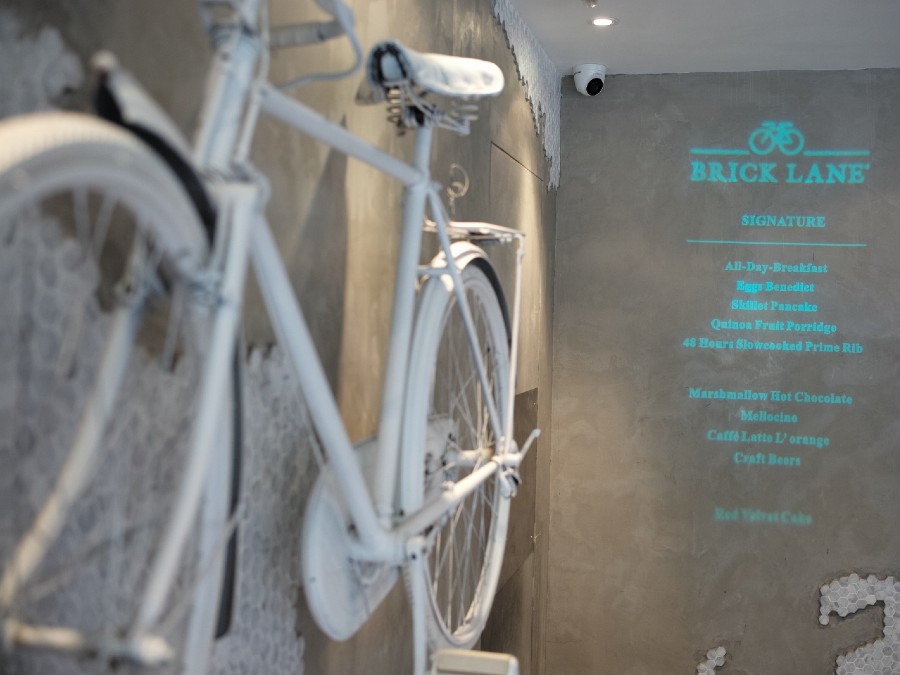 BRICK LANE
SIGNATURE
All-Day-Breakfast
Eggs Benedict
Skillet Pancake
Quinoa Fruit Porridge
48 Hours Slowcooked Prime Rib
Marshmallow Hot Chocolate
Mellocino
Caffé Latte L' orange
Craft Beers
Red Velvet Cake